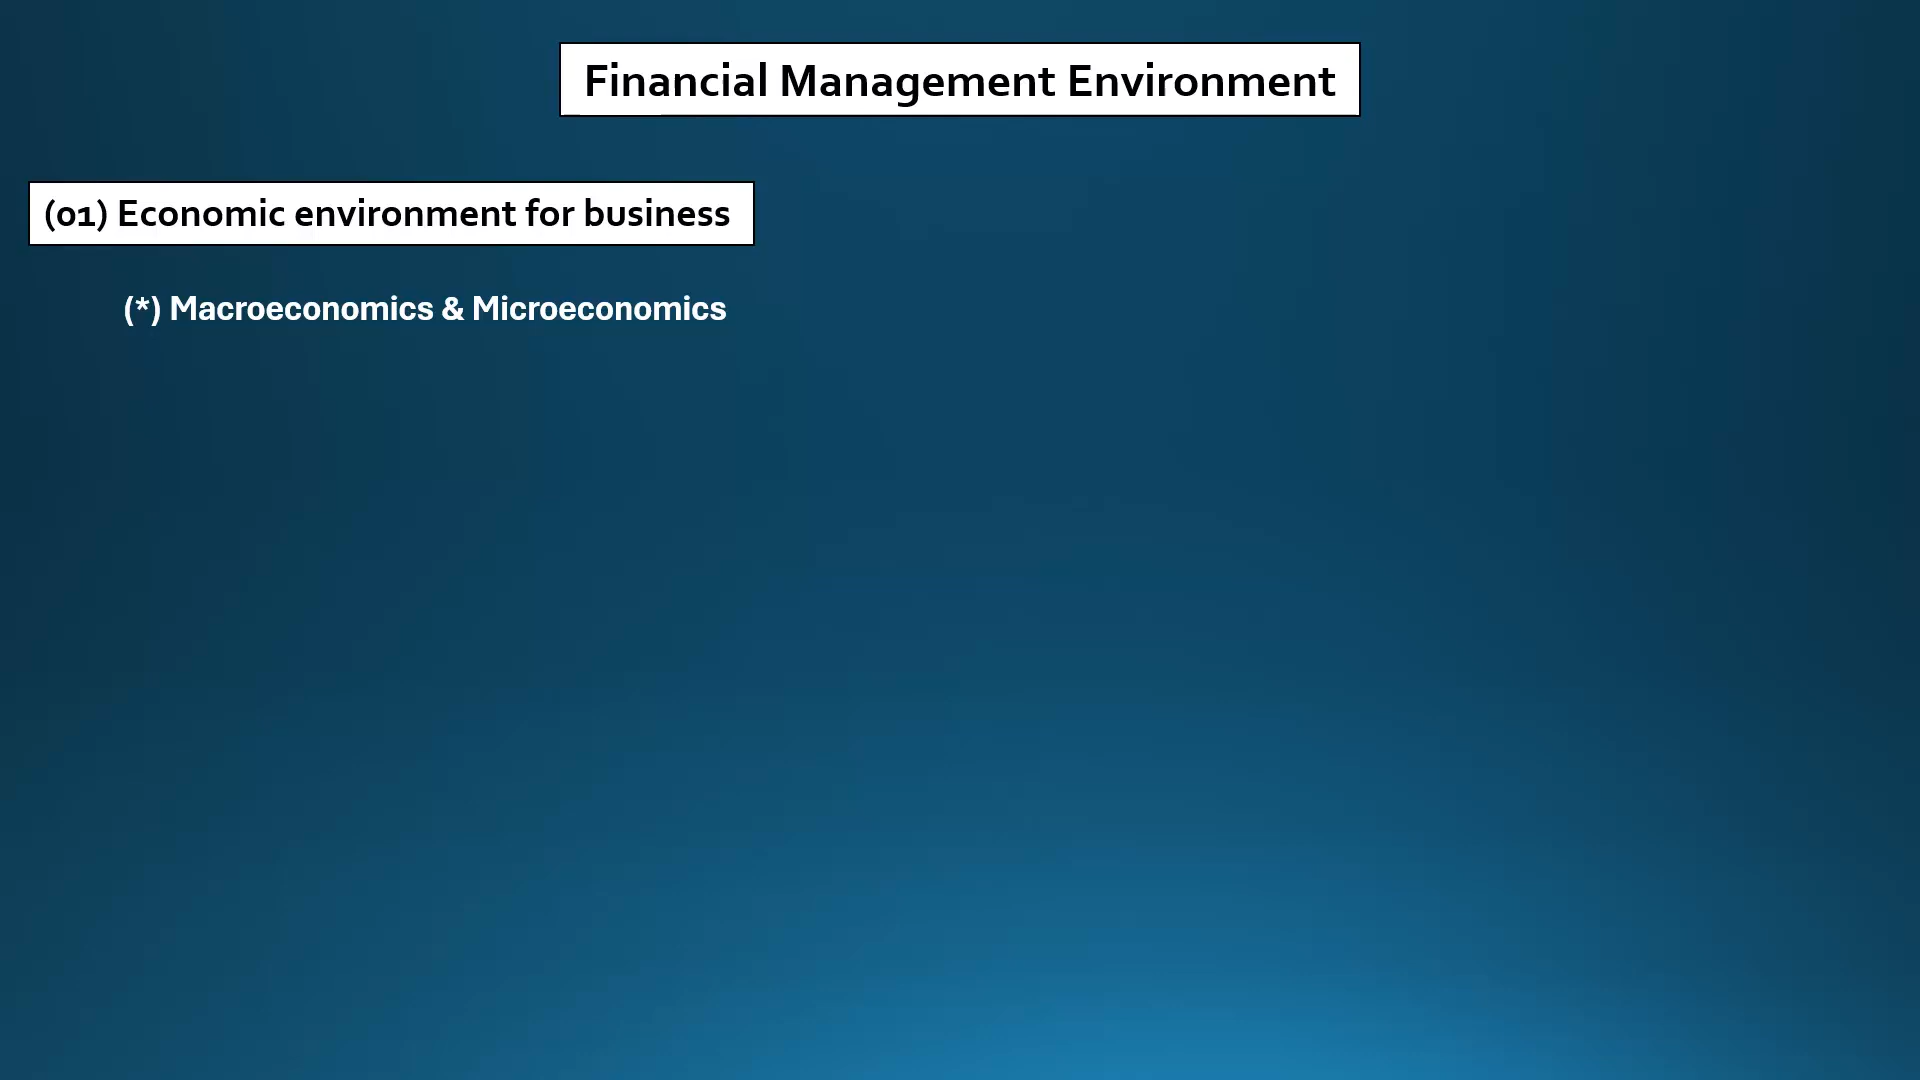 Financial Management Environment
(01) Economic environment for business
(*) Macroeconomics & Microeconomics